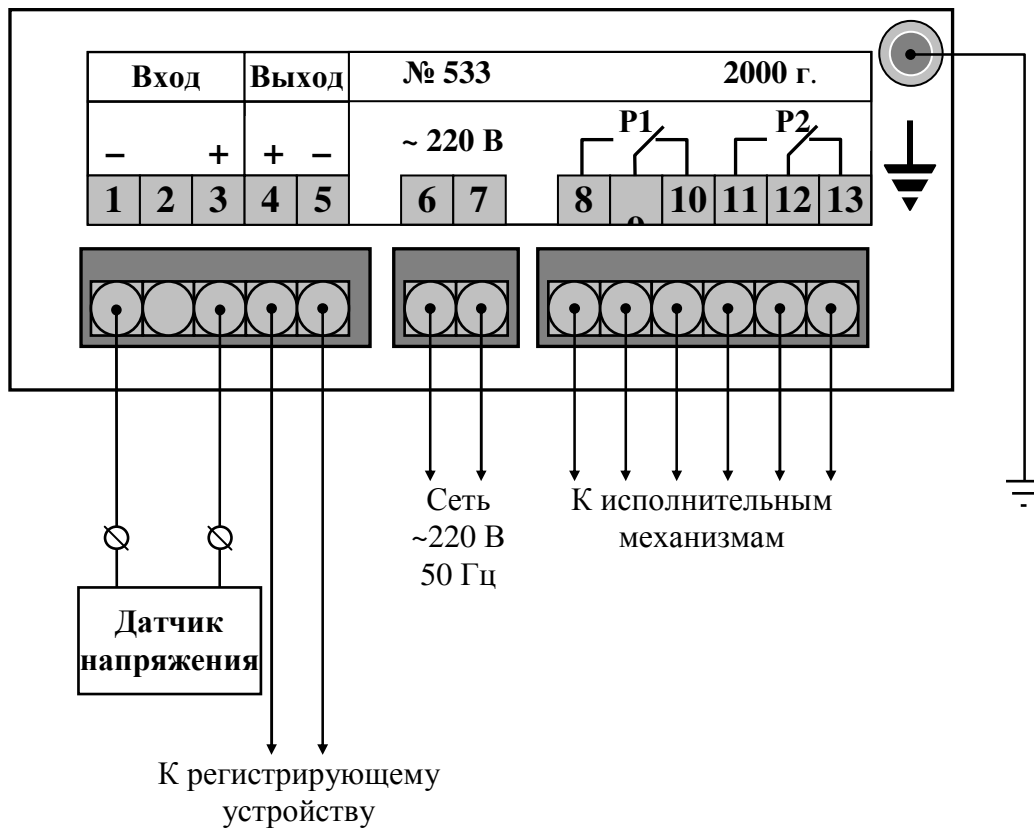 Вход Выход № 533 2000 г.
– + + – ~ 220 В Р1 Р2
1 2 3 4 5 6 7 8 9 10 11 12 13
Сеть
~220 В
50 Гц
К исполнительным
механизмам
Датчик
напряжения
К регистрирующему
устройству